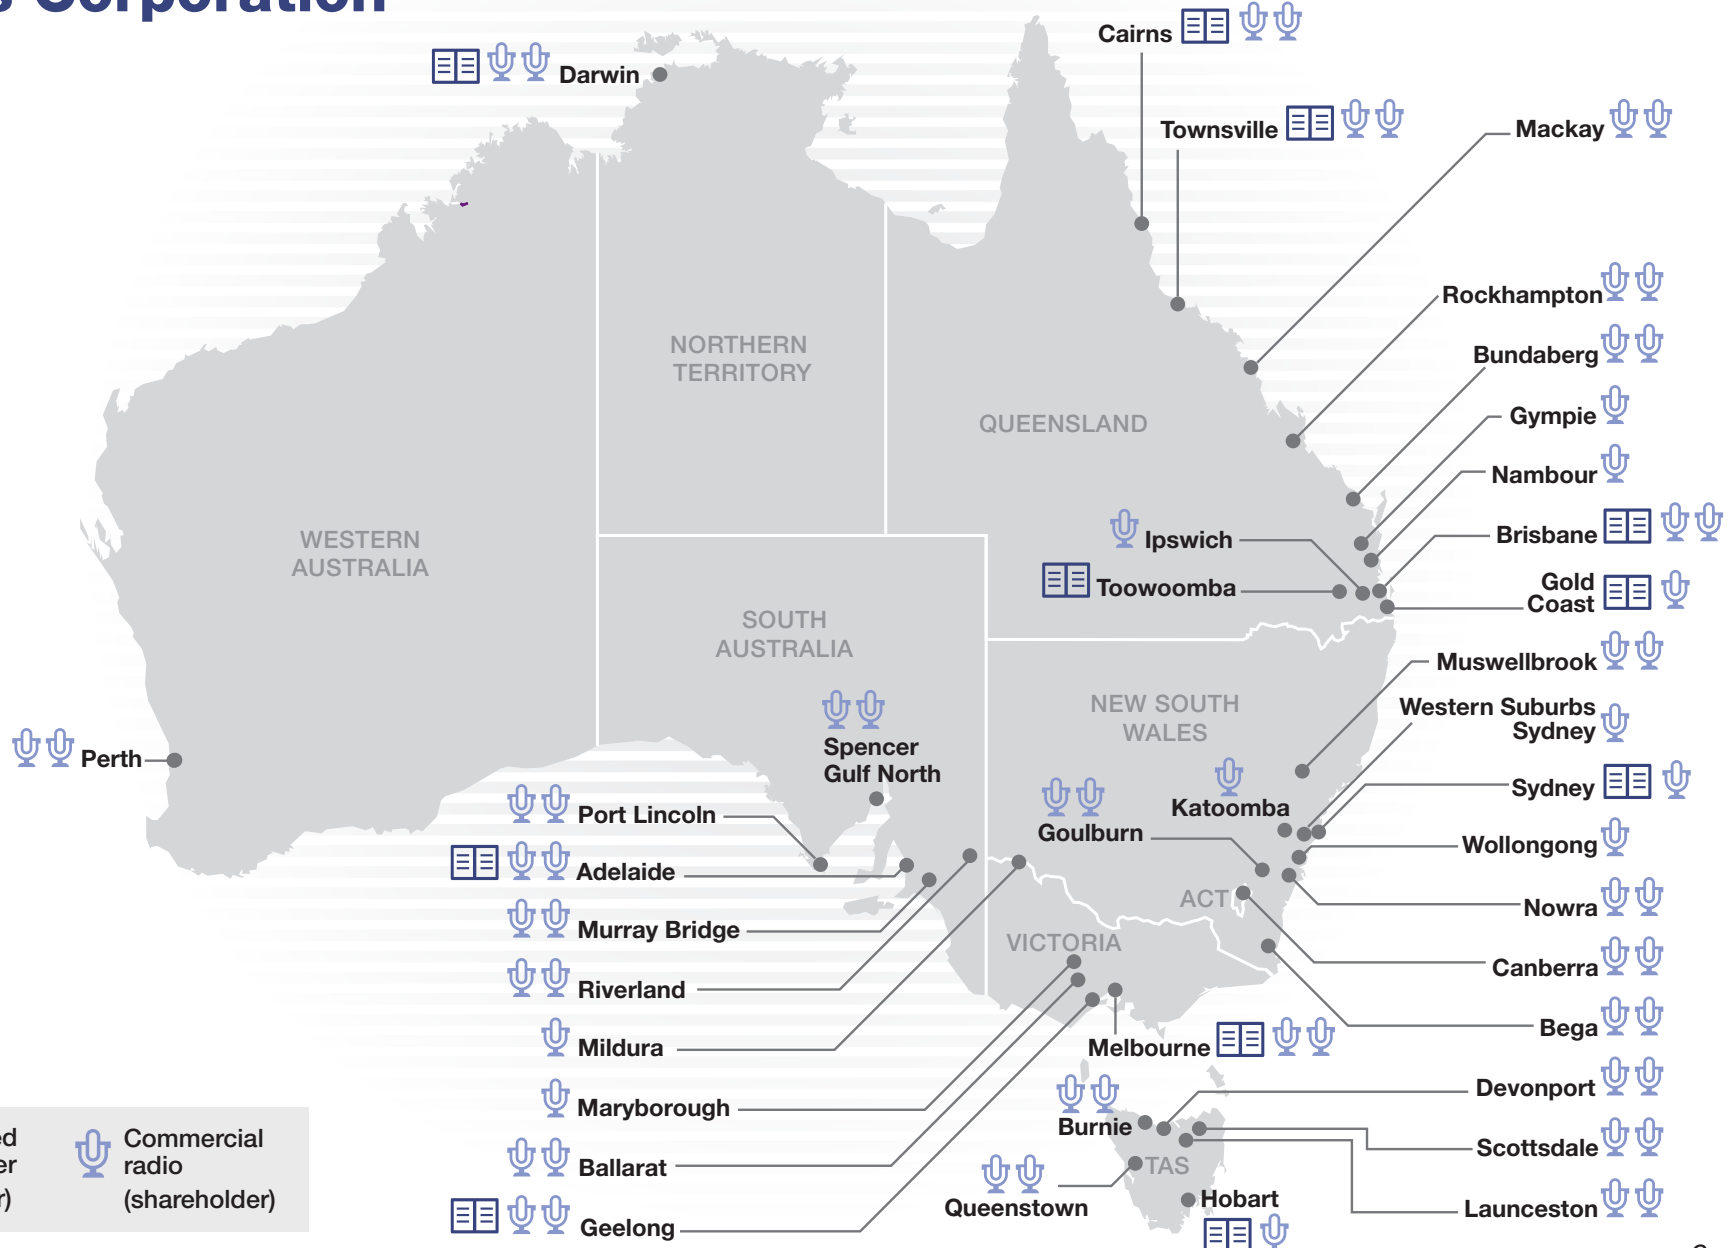 s Corporation
Cairns
Darwin
Townsville
Mackay
Rockhampton
Bundaberg
Gympie
Nambour
Brisbane
Gold
Coast
Ipswich
Toowoomba
NORTHERN
TERRITORY
QUEENSLAND
WESTERN
AUSTRALIA
SOUTH
AUSTRALIA
NEW SOUTH
WALES
Muswellbrook
Western Suburbs
Sydney
Sydney
Wollongong
Nowra
Canberra
Bega
Perth
Spencer
Gulf North
Port Lincoln
Adelaide
Murray Bridge
Riverland
Mildura
Maryborough
Ballarat
Geelong
Katoomba
Goulburn
ACT
VICTORIA
Melbourne
Burnie
Devonport
Scottsdale
Launceston
TAS
Queenstown
Hobart
ed
er
r)
Commercial
radio
(shareholder)